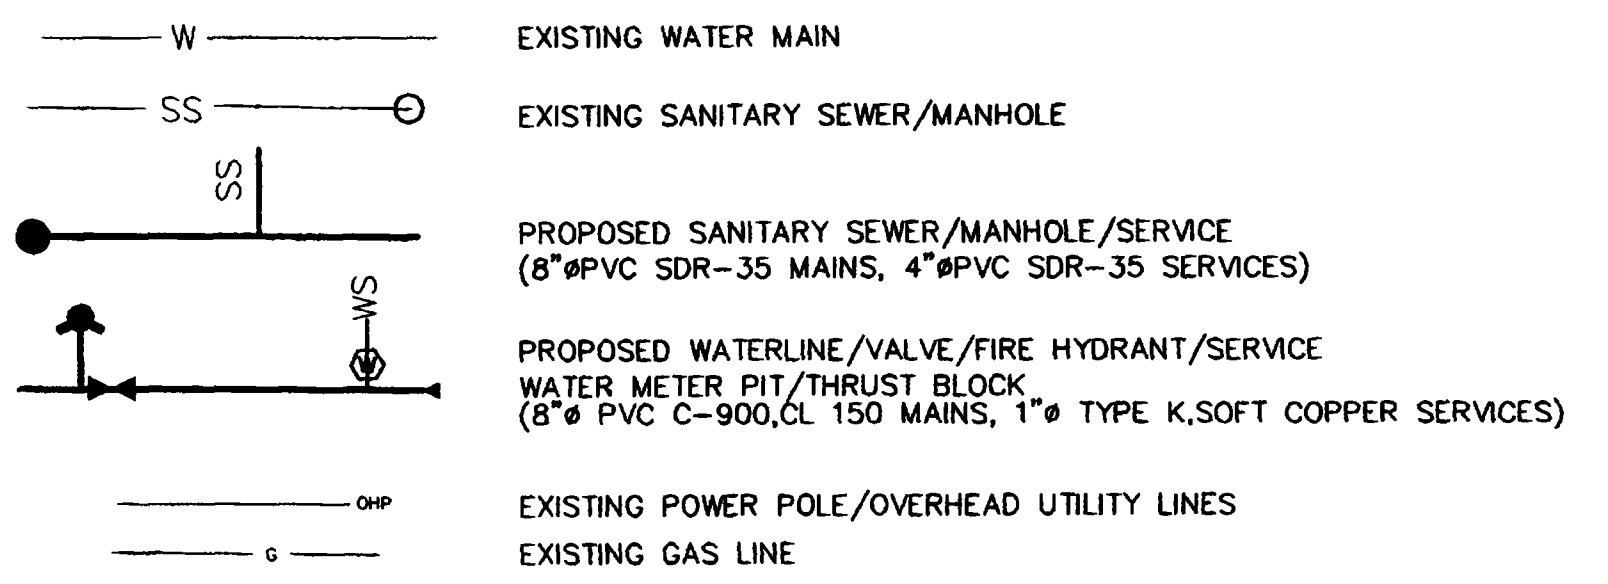 W EXISTING WATER MAIN
SS EXISTING SANITARY SEWER/MANHOLE
SS
PROPOSED SANITARY SEWER/MANHOLE/SERVICE
(8"øPVC SDR-35 MAINS, 4"øPVC SDR-35 SERVICES)
WS
PROPOSED WATERLINE/VALVE/FIRE HYDRANT/SERVICE
W
WATER METER PIT/THRUST BLOCK
(8"ø PVC C-900,CL 150 MAINS, 1"ø TYPE K,SOFT COPPER SERVICES)
OHP EXISTING POWER POLE/OVERHEAD UTILITY LINES
G EXISTING GAS LINE